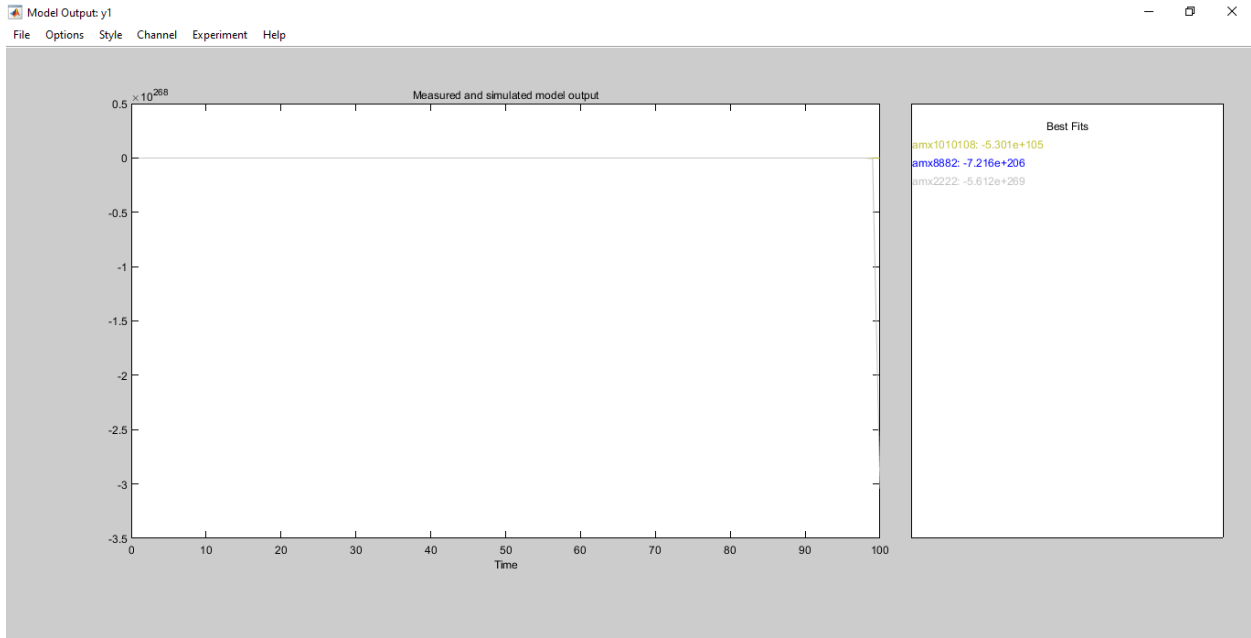 Model Output: y1
File Options Style Channel Experiment Help
×10^268
Measured and simulated model output
0.5
0
-0.5
-1
-1.5
-2
-2.5
-3
-3.5
0 10 20 30 40 50 60 70 80 90 100
Time
Best Fits
amx1010108: -5.301e+105
amx8882: -7.216e+206
amx2222: -5.612e+269